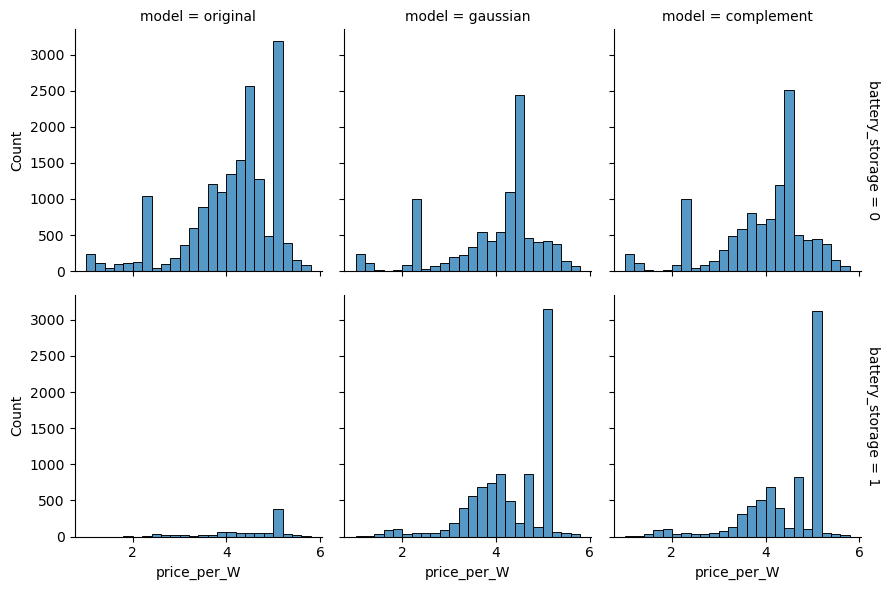 model = original
model = gaussian
model = complement
3000
2500
2000
1500
1000
500
0
Count
battery_storage = 0
3000
2500
2000
1500
1000
500
0
Count
battery_storage = 1
2 4 6
2 4 6
2 4 6
price_per_W
price_per_W
price_per_W